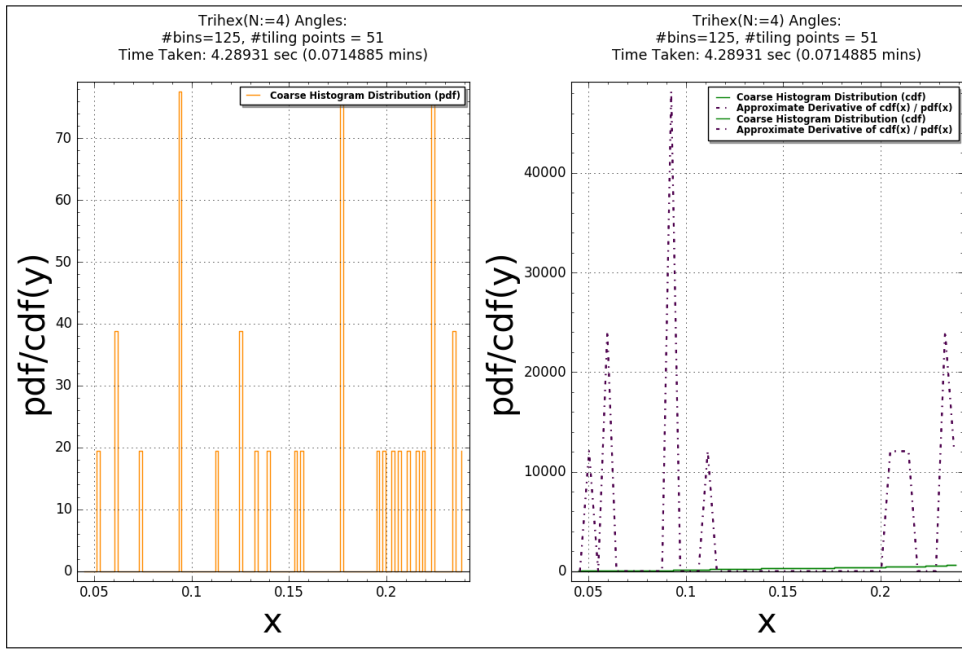 Trihex(N:=4) Angles:
#bins=125, #tiling points = 51
Time Taken: 4.28931 sec (0.0714885 mins)
Coarse Histogram Distribution (pdf)
70
60
50
40
30
20
10
0
pdf/cdf(y)
0.05 0.1 0.15 0.2
x
Trihex(N:=4) Angles:
#bins=125, #tiling points = 51
Time Taken: 4.28931 sec (0.0714885 mins)
Coarse Histogram Distribution (cdf)
Approximate Derivative of cdf(x) / pdf(x)
Coarse Histogram Distribution (cdf)
Approximate Derivative of cdf(x) / pdf(x)
40000
30000
20000
10000
0
pdf/cdf(y)
0.05 0.1 0.15 0.2
x